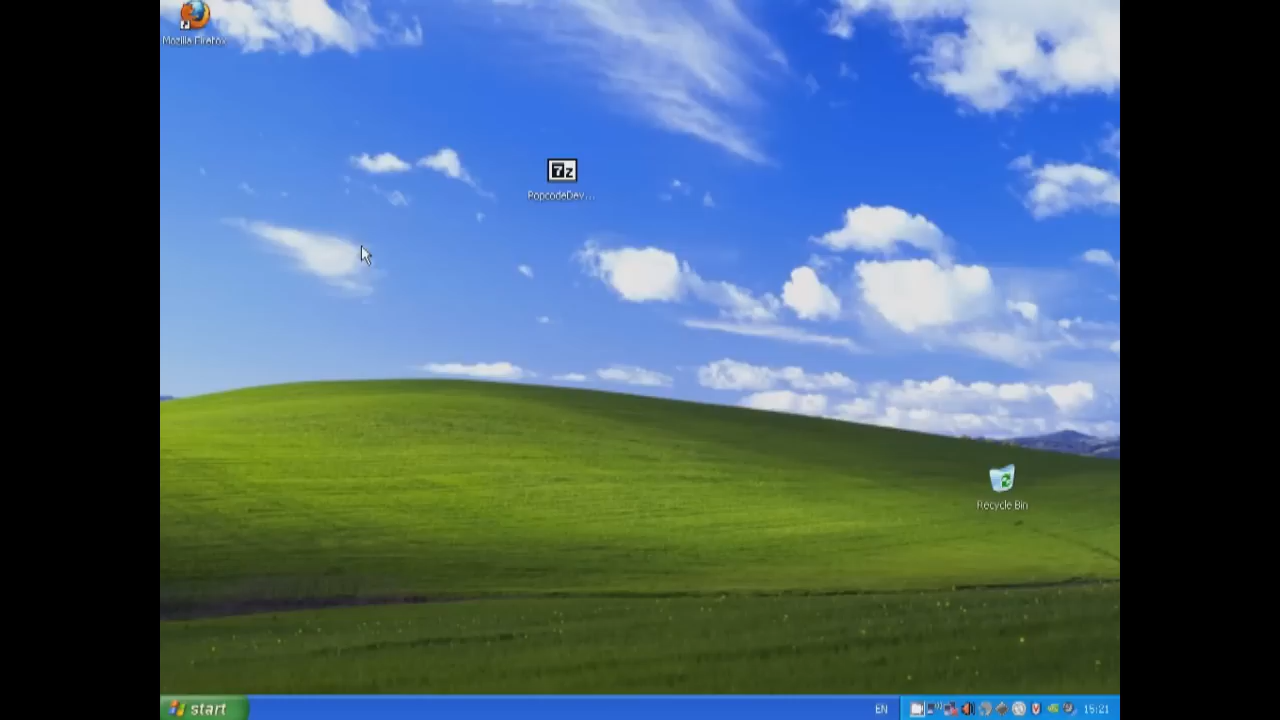 Mozilla Firefox
7z
PopcodeDev...
Recycle Bin
start
EN
15:21